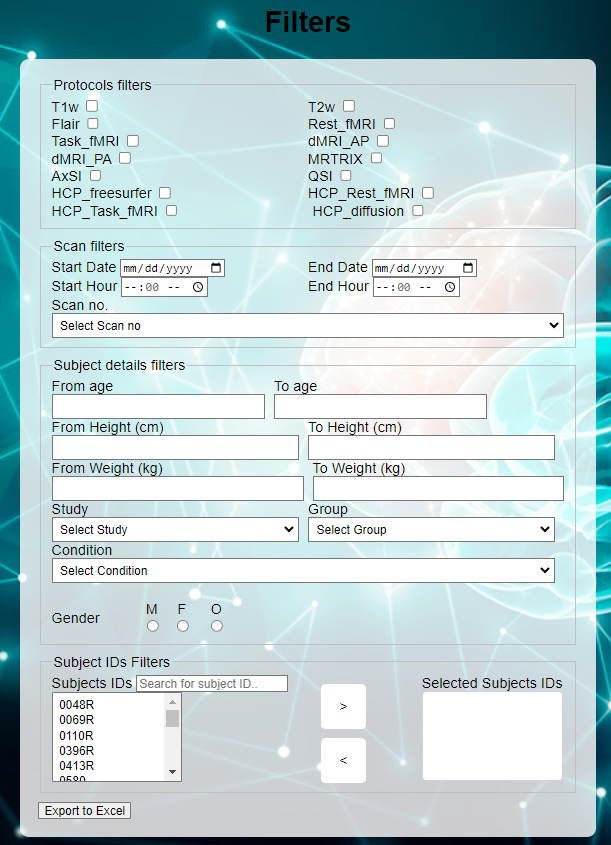 Filters
Protocols filters
T1w T2w
Flair Rest_fMRI
Task_fMRI dMRI_AP
dMRI_PA MRTRIX
AxSI QSI
HCP_freesurfer HCP_Rest_fMRI
HCP_Task_fMRI HCP_diffusion
Scan filters
Start Date mm/dd/yyyy End Date mm/dd/yyyy
Start Hour --:00 -- End Hour --:00 --
Scan no.
Select Scan no
Subject details filters
From age To age
From Height (cm) To Height (cm)
From Weight (kg) To Weight (kg)
Study Group
Select Study Select Group
Condition
Select Condition
M F O
Gender
Subject IDs Filters
Subjects IDs Search for subject ID.. Selected Subjects IDs
0048R
0069R
0110R
0396R
0413R
0580
>
<
Export to Excel